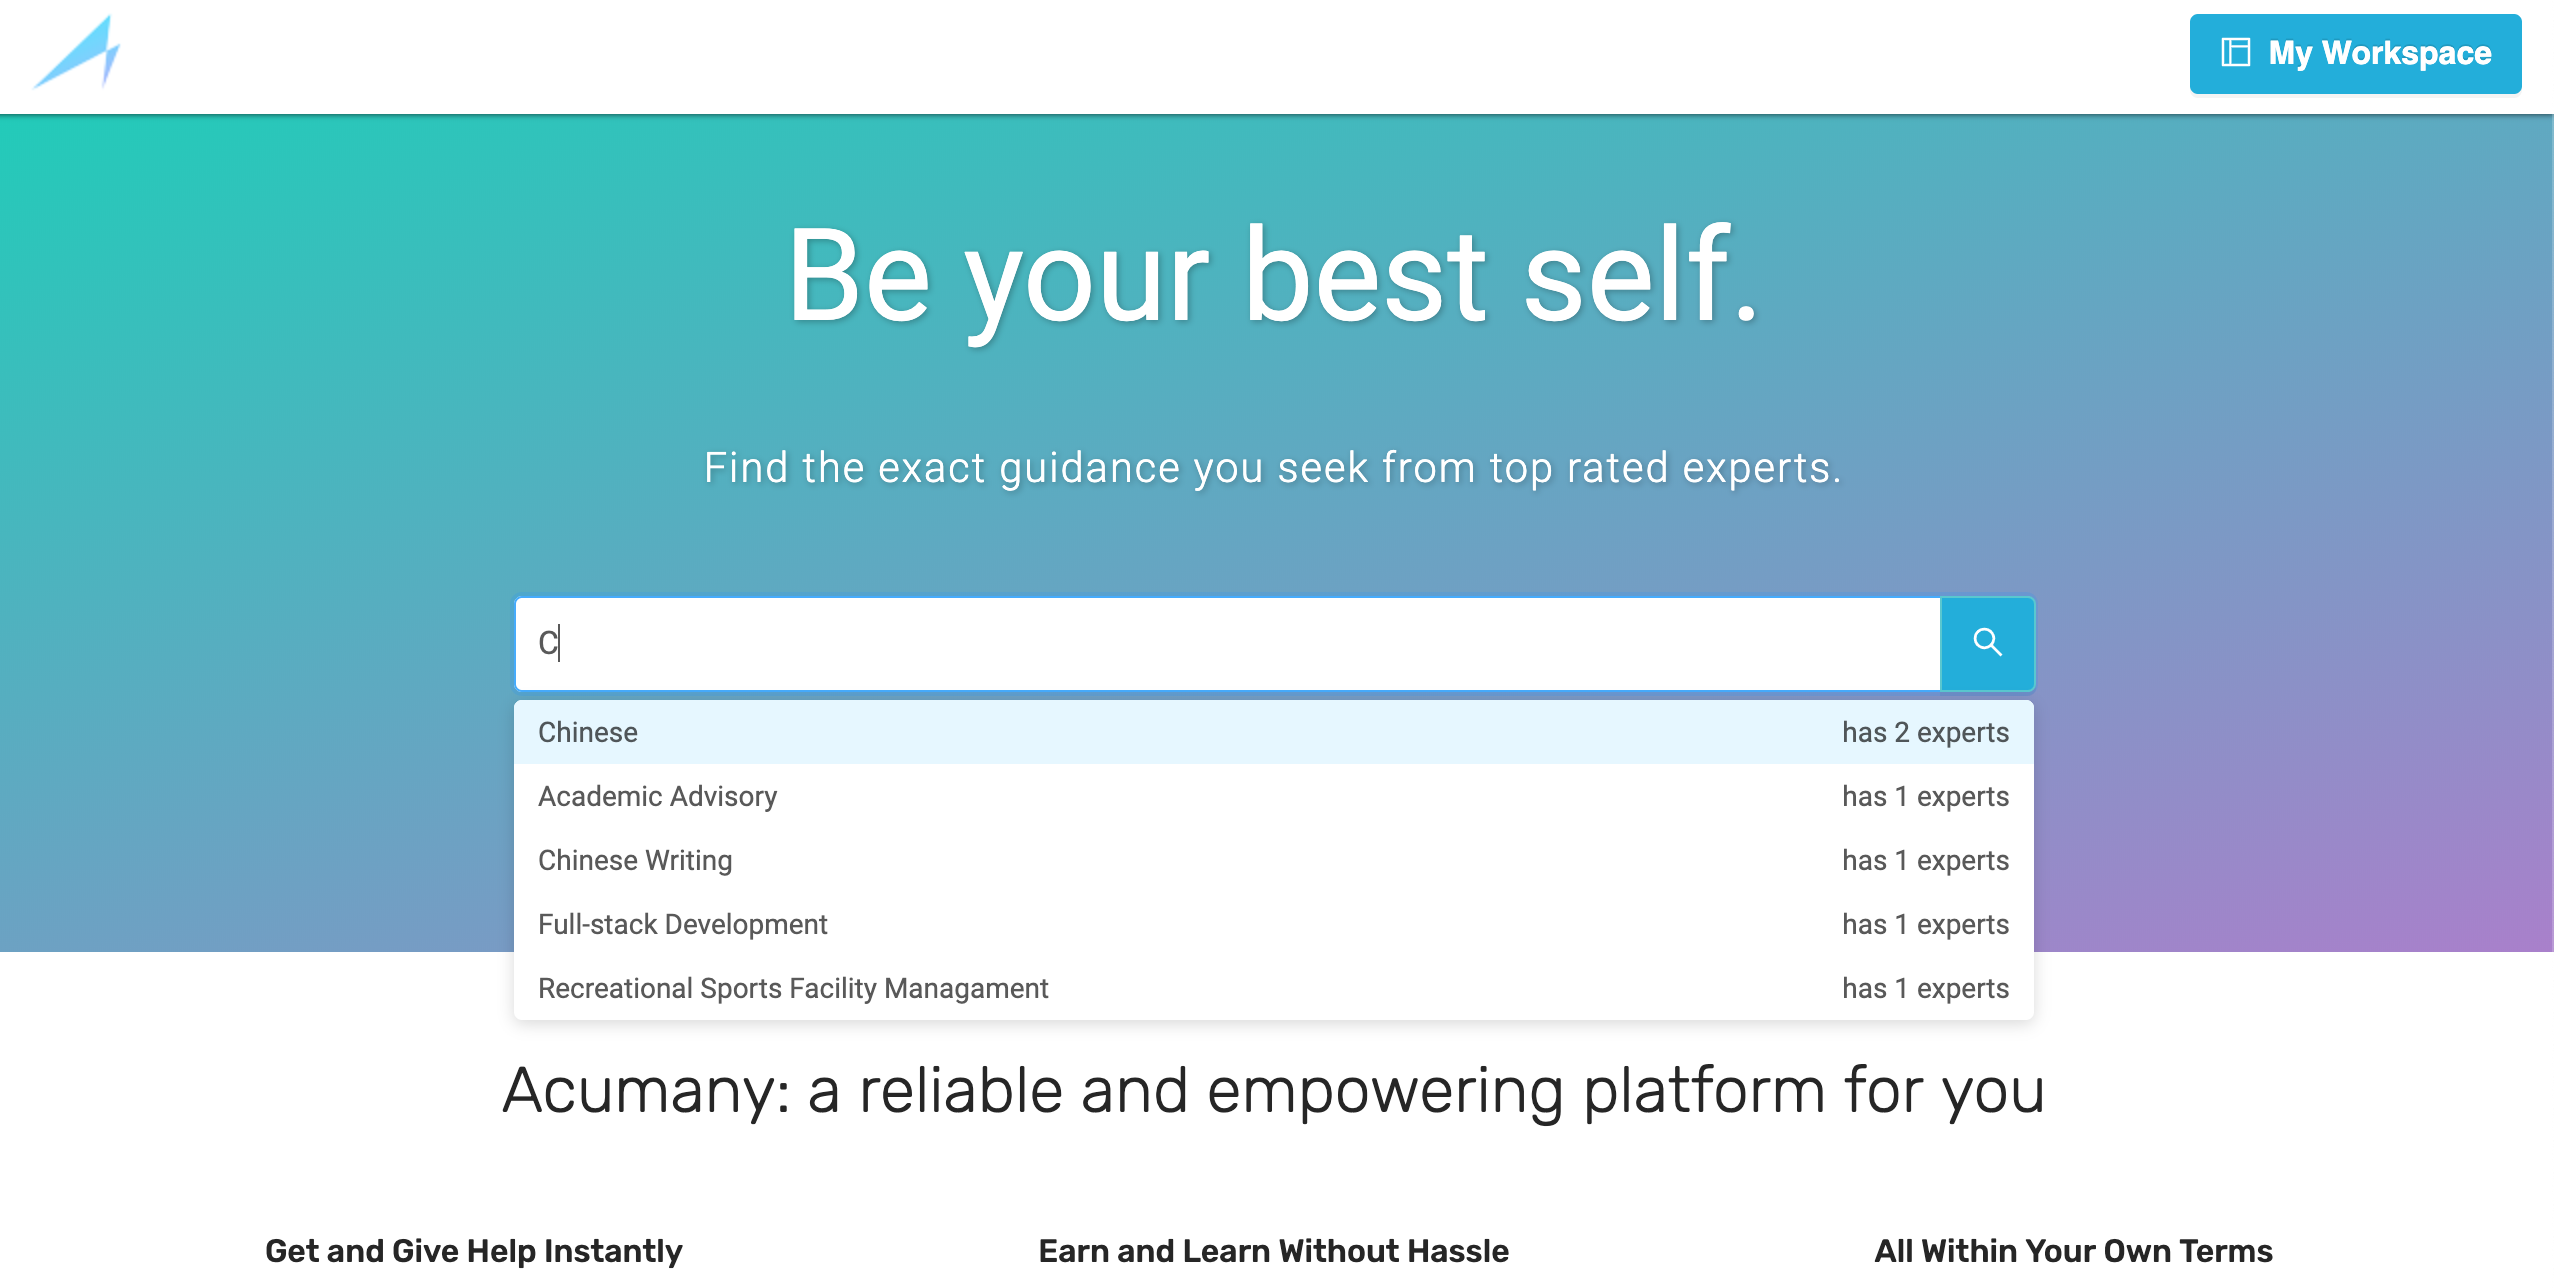 My Workspace
Be your best self.
Find the exact guidance you seek from top rated experts.
C
Chinese has 2 experts
Academic Advisory has 1 experts
Chinese Writing has 1 experts
Full-stack Development has 1 experts
Recreational Sports Facility Managament has 1 experts
Acumany: a reliable and empowering platform for you
Get and Give Help Instantly Earn and Learn Without Hassle All Within Your Own Terms